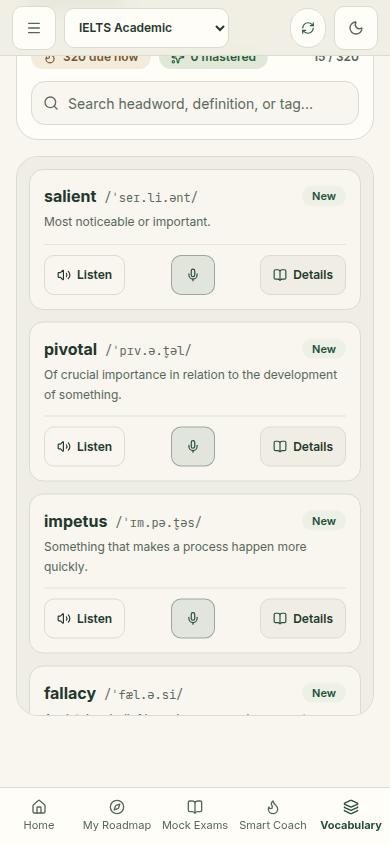 IELTS Academic
320 due now
0 mastered
15 / 320
Search headword, definition, or tag...
salient /ˈseɪ.li.ənt/
New
Most noticeable or important.
Listen
Details
pivotal /ˈpɪv.ə.t̬əl/
New
Of crucial importance in relation to the development
of something.
Listen
Details
impetus /ˈɪm.pə.t̬əs/
New
Something that makes a process happen more
quickly.
Listen
Details
fallacy /ˈfæl.ə.si/
New
Home
My Roadmap
Mock Exams
Smart Coach
Vocabulary